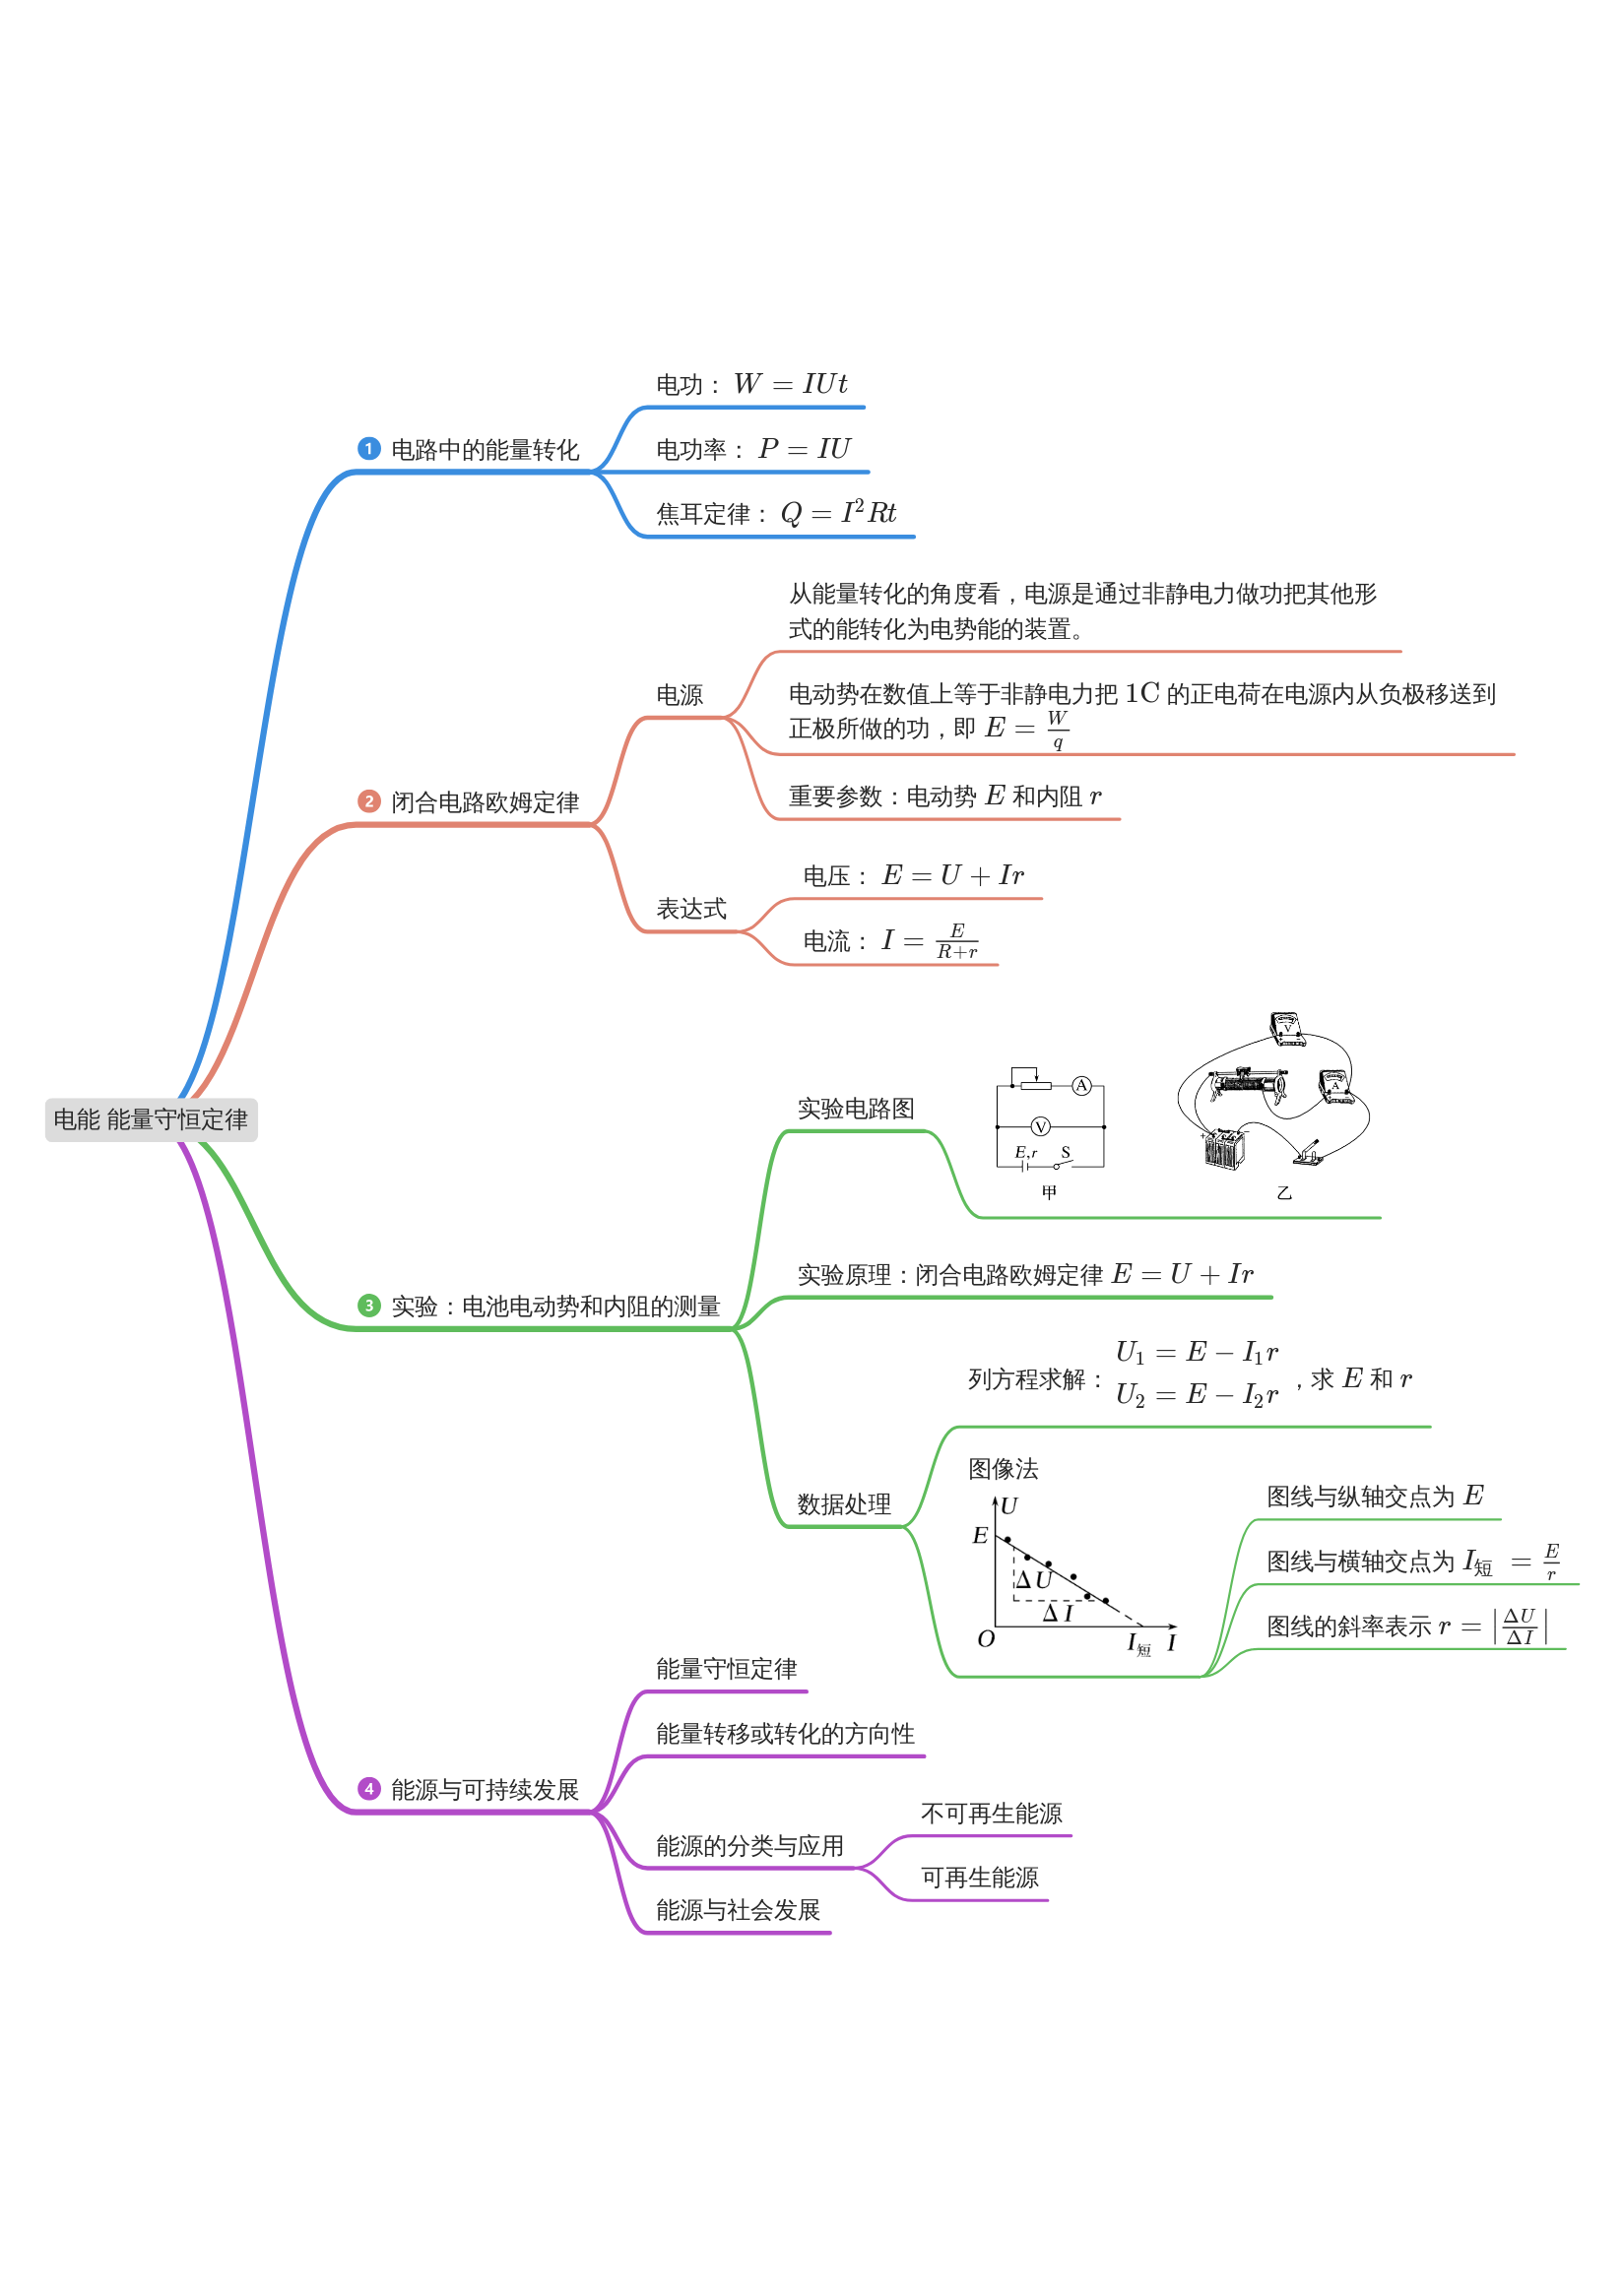 电能 能量守恒定律
1 电路中的能量转化
电功： W = IUt
电功率： P = IU
焦耳定律： Q = I²Rt
2 闭合电路欧姆定律
电源
从能量转化的角度看，电源是通过非静电力做功把其他形
式的能转化为电势能的装置。
电动势在数值上等于非静电力把 1C 的正电荷在电源内从负极移送到
正极所做的功，即 E = W/q
重要参数：电动势 E 和内阻 r
表达式
电压： E = U + Ir
电流： I = E/(R+r)
3 实验：电池电动势和内阻的测量
实验电路图
A
V
E,r S
甲
V
A
+ −
乙
实验原理：闭合电路欧姆定律 E = U + Ir
数据处理
列方程求解： U₁ = E − I₁r
U₂ = E − I₂r ，求 E 和 r
图像法
U
E
ΔU
ΔI
O I短 I
图线与纵轴交点为 E
图线与横轴交点为 I短 = E/r
图线的斜率表示 r = |ΔU/ΔI|
4 能源与可持续发展
能量守恒定律
能量转移或转化的方向性
能源的分类与应用
不可再生能源
可再生能源
能源与社会发展